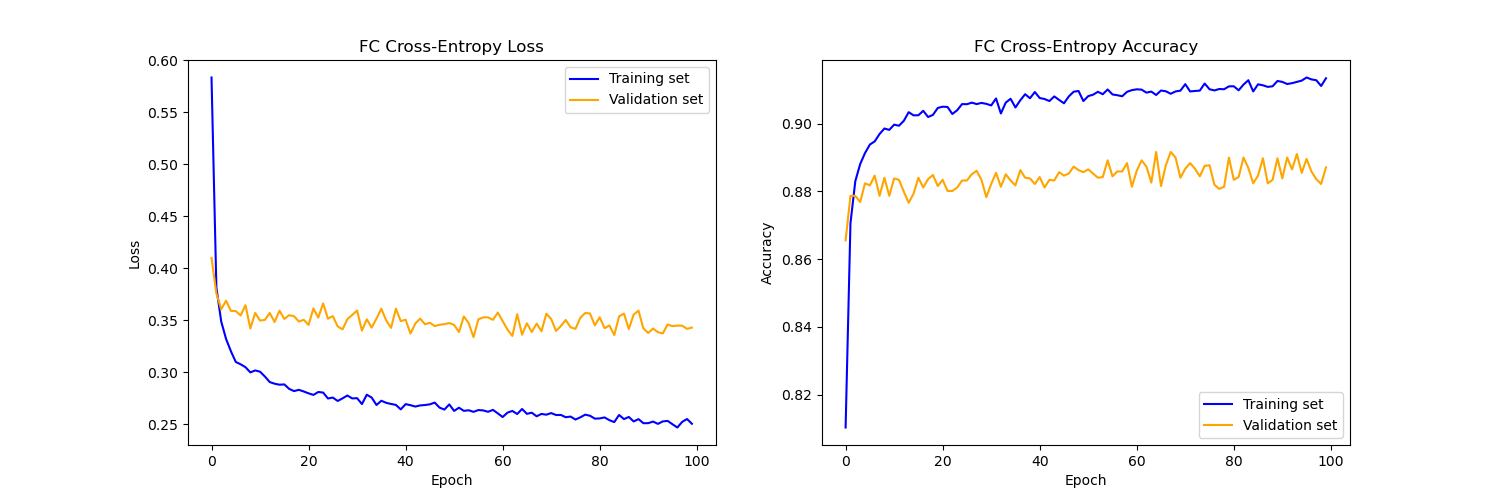 FC Cross-Entropy Loss
Training set
Validation set
0.60
0.55
0.50
0.45
0.40
0.35
0.30
0.25
Loss
0 20 40 60 80 100
Epoch
FC Cross-Entropy Accuracy
0.90
0.88
0.86
0.84
0.82
Accuracy
Training set
Validation set
0 20 40 60 80 100
Epoch